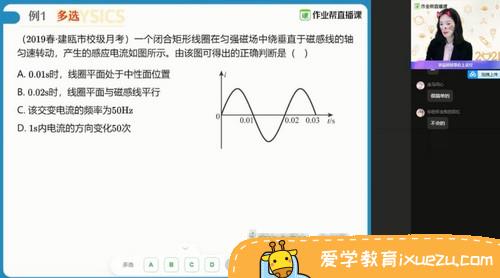 例1 多选
YSICS
作业帮直播课
作业帮直播课
（2019春·建瓯市校级月考）一个闭合矩形线圈在匀强磁场中绕垂直于磁感线的轴
匀速转动，产生的感应电流如图所示。由该图可得出的正确判断是（ ）
A. 0.01s时，线圈平面处于中性面位置
B. 0.02s时，线圈平面与磁感线平行
C. 该交变电流的频率为50Hz
D. 1s内电流的方向变化50次
i
0 0.01 0.02 0.03 t/s
很简单的
不会的
多选 A B C D
爱学教育ixuezu.com